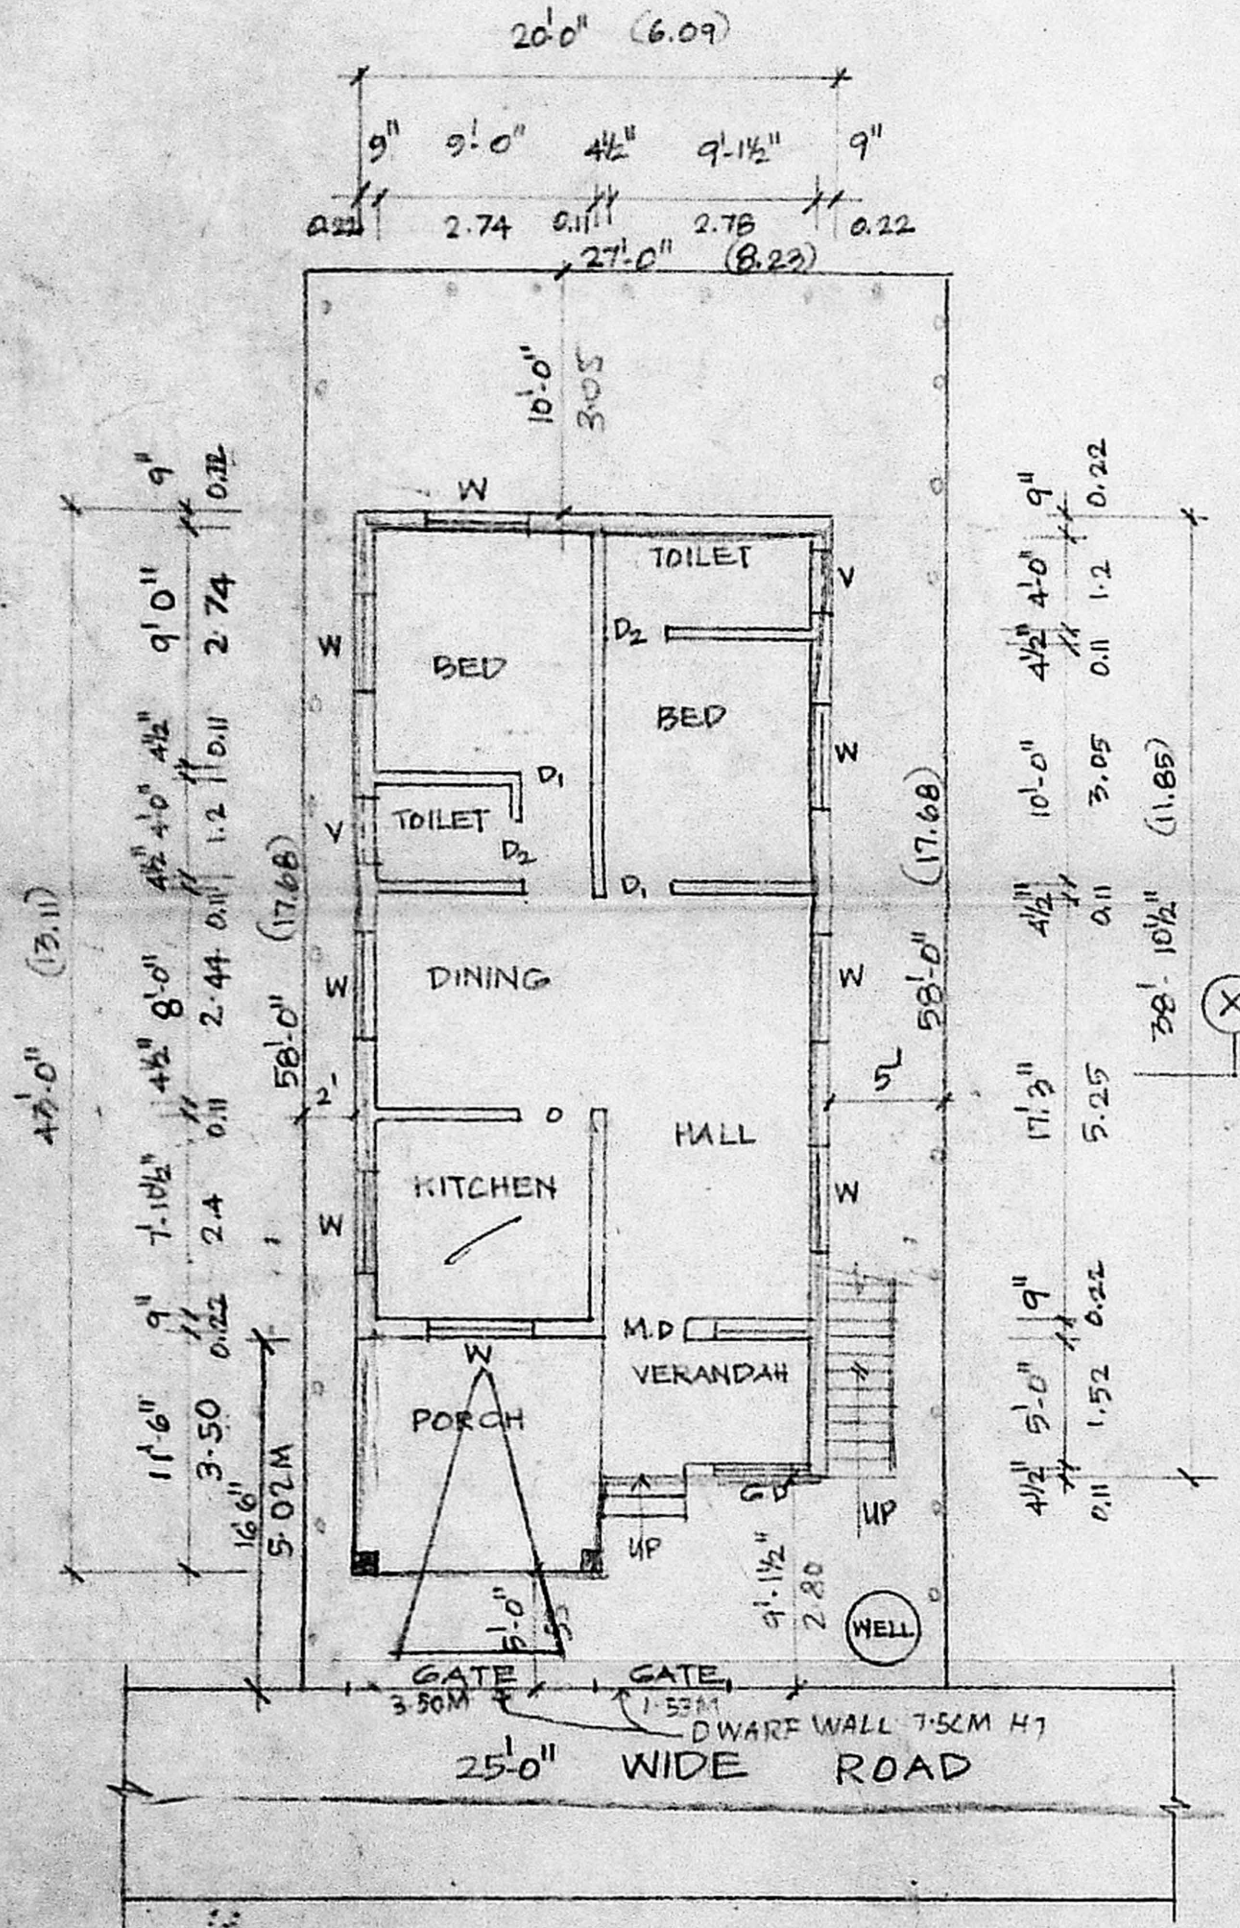 20'-0" (6.09)
9" 9'-0" 4½" 9'-1½" 9"
0.22 2.74 0.11 2.78 0.22
27'-0" (8.23)
10'-0"
3.05
W
TOILET
V
D2
W
BED
BED
W
D1
TOILET
V
D2
D1
DINING
W
W
HALL
O
KITCHEN
W
W
M.D
W
VERANDAH
PORCH
G D
UP
UP
9'-1½"
2.80
5'-0"
WELL
GATE GATE
3.50M
DWARF WALL 7.5CM HT
25'-0" WIDE ROAD
43'-0" (13.11)
9" 9'0" 4½" 4'-0" 4½" 8'-0" 4½" 7'-10½" 9" 11'-6"
2.74 0.11 1.2 0.11 2.44 0.11 2.4 0.22 3.50
16'6"
5.02M
58'-0" (17.68)
2'-
58'-0" (17.68)
9" 4'-0" 4½" 10'-0" 4½" 17'.3" 9" 5'-0" 4½"
0.22 1.2 0.11 3.05 0.11 5.25 0.22 1.52 0.11
38'-10½" (11.85)
X